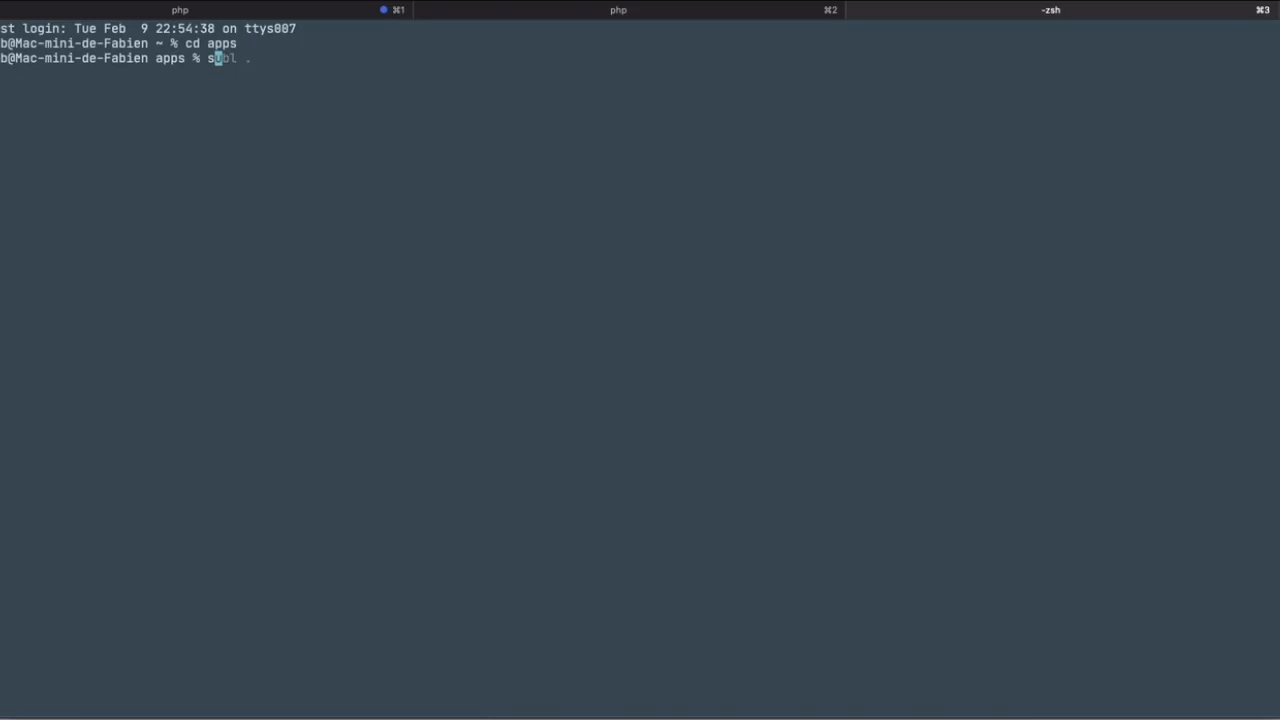 php ⌘1 php ⌘2 -zsh ⌘3
st login: Tue Feb  9 22:54:38 on ttys007
b@Mac-mini-de-Fabien ~ % cd apps
b@Mac-mini-de-Fabien apps % subl .